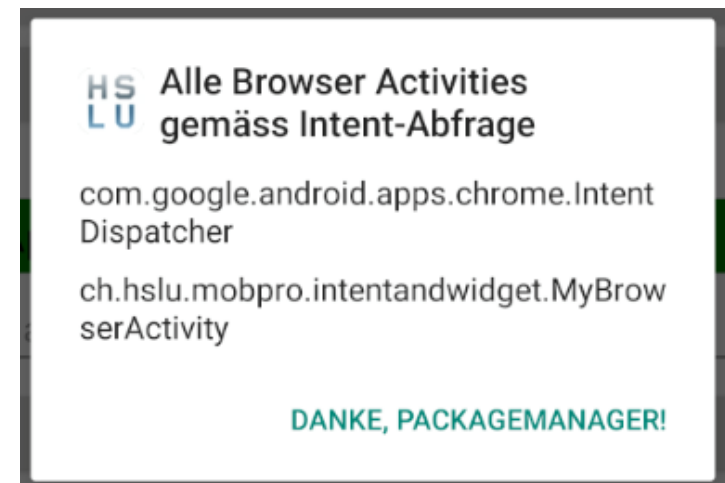 HS
LU
Alle Browser Activities
gemäss Intent-Abfrage
com.google.android.apps.chrome.Intent
Dispatcher
ch.hslu.mobpro.intentandwidget.MyBrow
serActivity
DANKE, PACKAGEMANAGER!